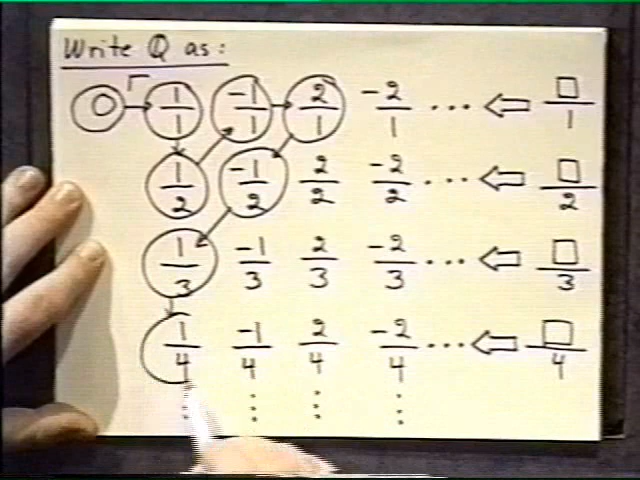 Write Q as:
0 1/1 -1/1 2/1 -2/1 ... ⇐ □/1
1/2 -1/2 2/2 -2/2 ... ⇐ □/2
1/3 -1/3 2/3 -2/3 ... ⇐ □/3
1/4 -1/4 2/4 -2/4 ... ⇐ □/4